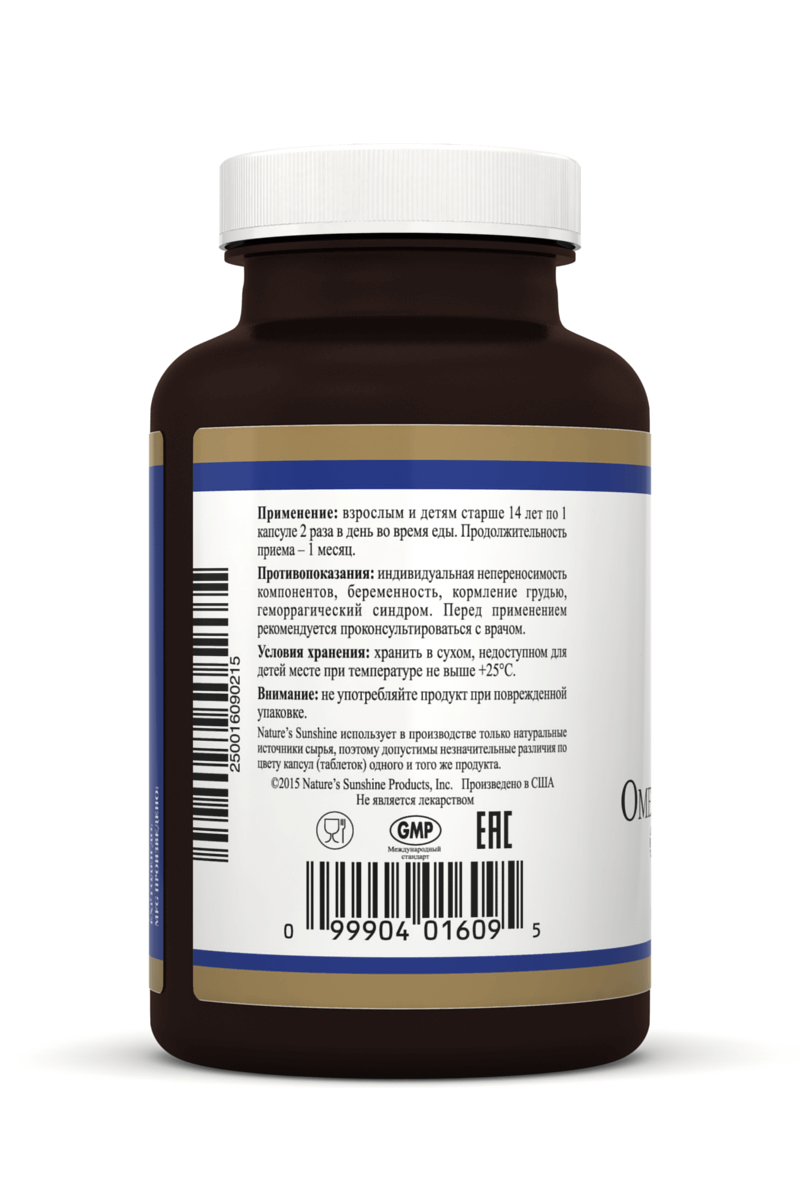 Применение: взрослым и детям старше 14 лет по 1
капсуле 2 раза в день во время еды. Продолжительность
приема – 1 месяц.
Противопоказания: индивидуальная непереносимость
компонентов, беременность, кормление грудью,
геморрагический синдром. Перед применением
рекомендуется проконсультироваться с врачом.
Условия хранения: хранить в сухом, недоступном для
детей месте при температуре не выше +25°С.
Внимание: не употребляйте продукт при поврежденной
упаковке.
Nature's Sunshine использует в производстве только натуральные
источники сырья, поэтому допустимы незначительные различия по
цвету капсул (таблеток) одного и того же продукта.
©2015 Nature's Sunshine Products, Inc. Произведено в США
Не является лекарством
GMP
Международный
стандарт
EAC
0 99904 01609 5
250016090215
MFG ПРОИЗВЕДЕНО: